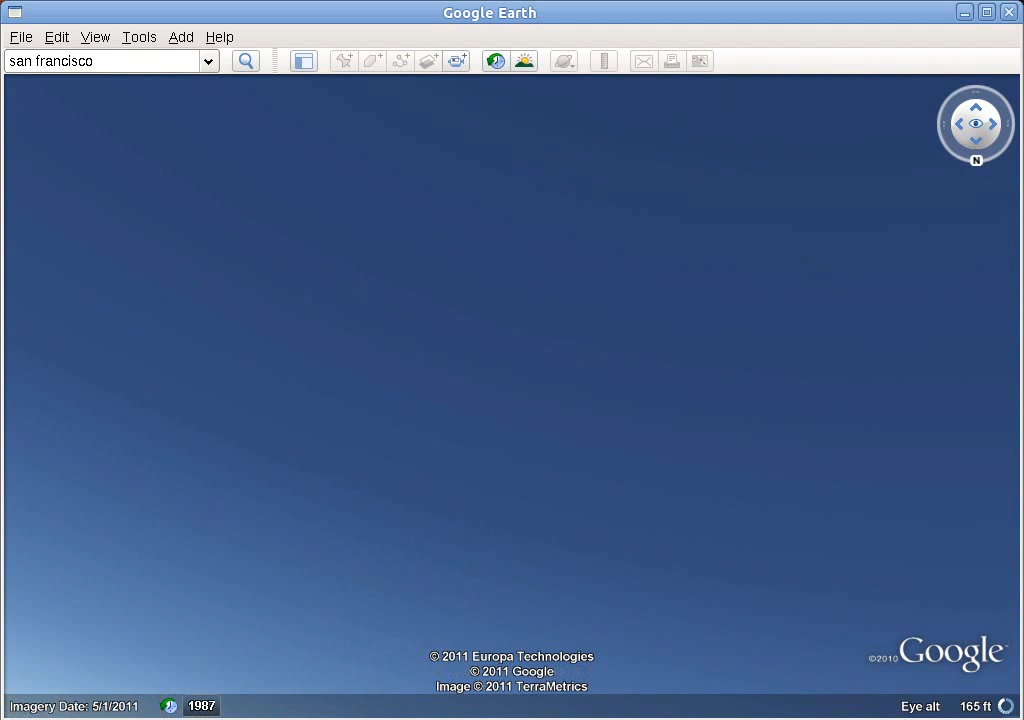 Google Earth
File Edit View Tools Add Help
san francisco
N
© 2011 Europa Technologies
© 2011 Google
Image © 2011 TerraMetrics
©2010 Google
Imagery Date: 5/1/2011 1987 Eye alt 165 ft